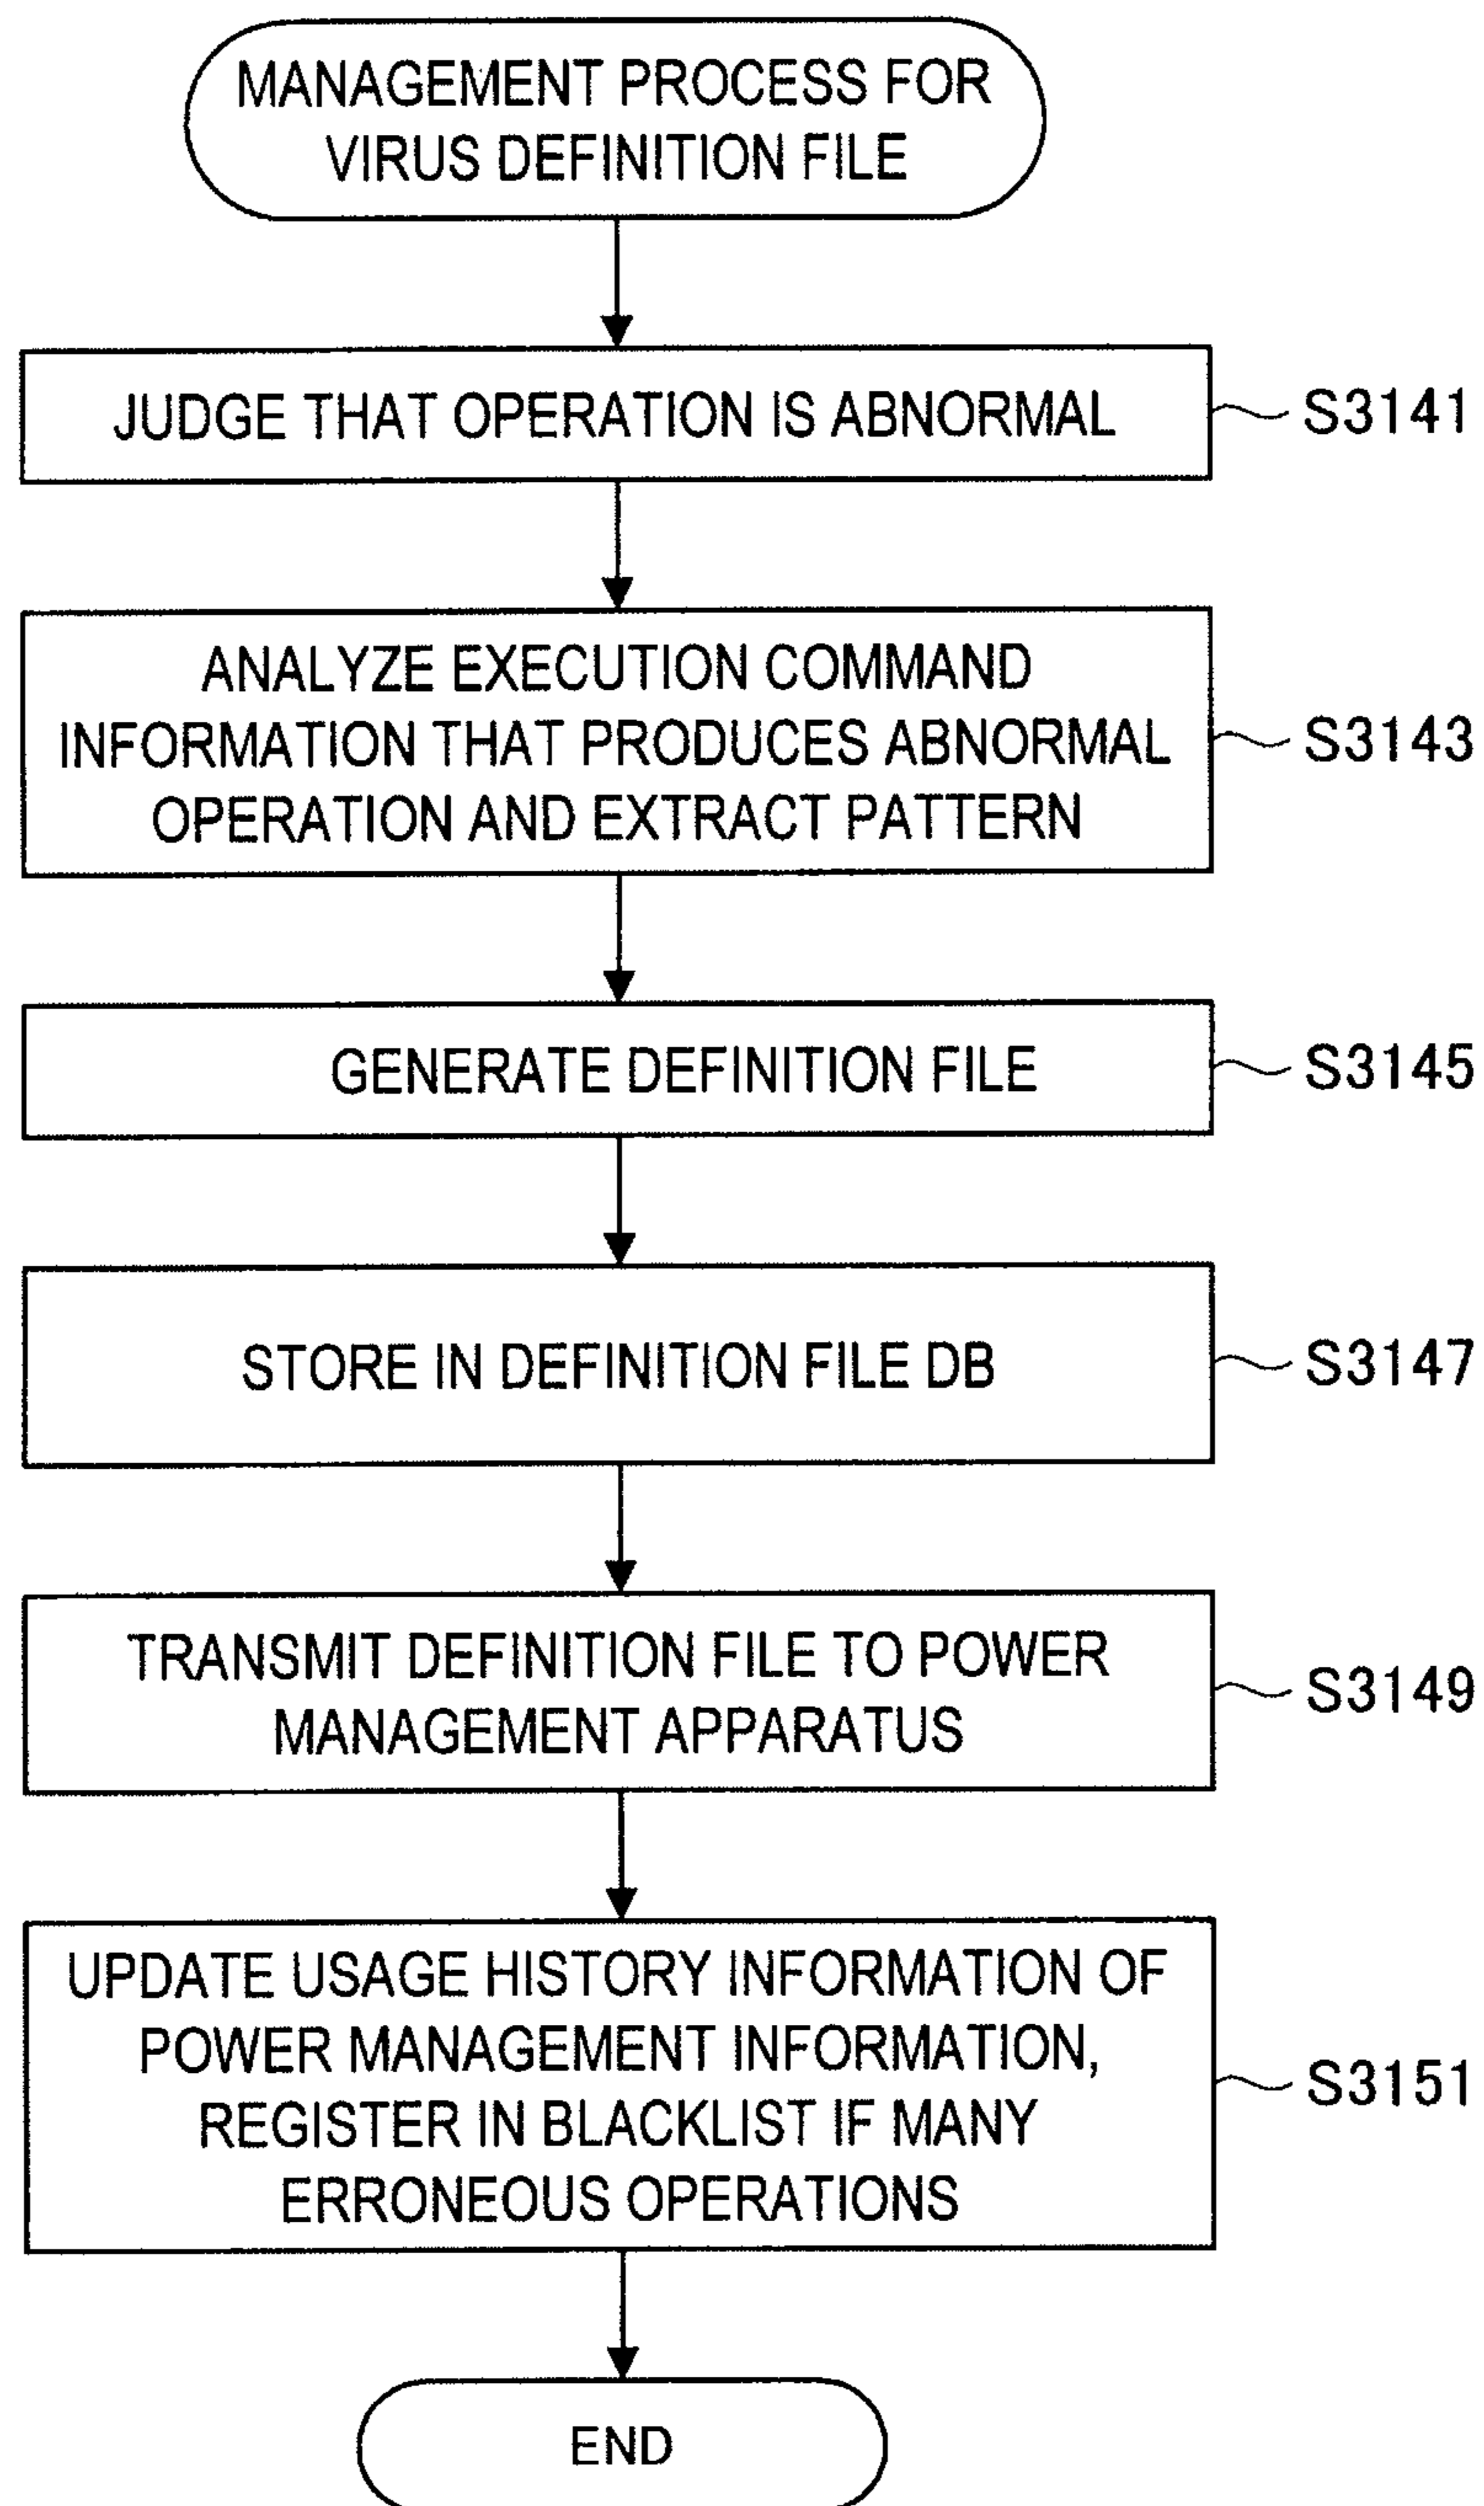 MANAGEMENT PROCESS FOR
VIRUS DEFINITION FILE
JUDGE THAT OPERATION IS ABNORMAL
S3141
ANALYZE EXECUTION COMMAND
INFORMATION THAT PRODUCES ABNORMAL
OPERATION AND EXTRACT PATTERN
S3143
GENERATE DEFINITION FILE
S3145
STORE IN DEFINITION FILE DB
S3147
TRANSMIT DEFINITION FILE TO POWER
MANAGEMENT APPARATUS
S3149
UPDATE USAGE HISTORY INFORMATION OF
POWER MANAGEMENT INFORMATION,
REGISTER IN BLACKLIST IF MANY
ERRONEOUS OPERATIONS
S3151
END